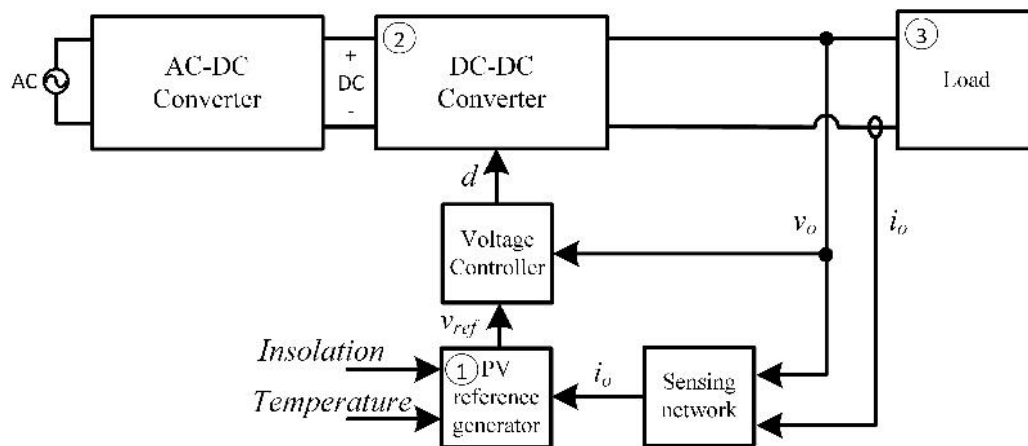 AC
AC-DC
Converter
+
DC
-
2
DC-DC
Converter
3
Load
d
Voltage
Controller
v_o
i_o
v_ref
Insolation
Temperature
1 PV
reference
generator
i_o
Sensing
network